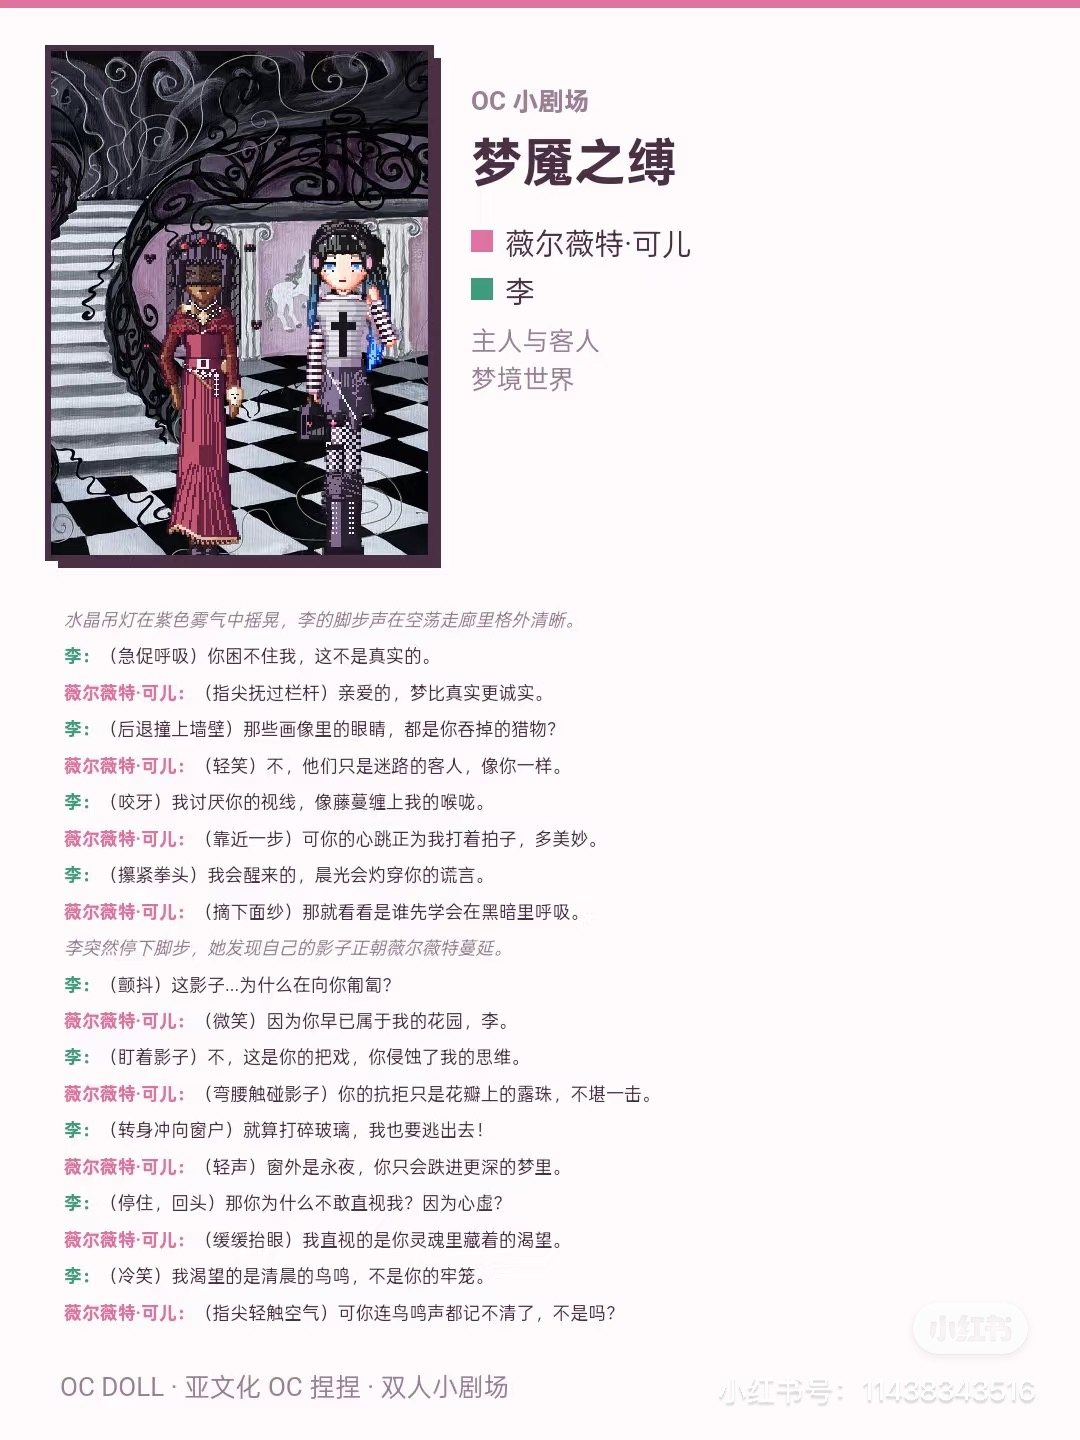 OC 小剧场
梦魇之缚
薇尔薇特·可儿
李
主人与客人
梦境世界
水晶吊灯在紫色雾气中摇晃，李的脚步声在空荡走廊里格外清晰。
李：（急促呼吸）你困不住我，这不是真实的。
薇尔薇特·可儿：（指尖抚过栏杆）亲爱的，梦比真实更诚实。
李：（后退撞上墙壁）那些画像里的眼睛，都是你吞掉的猎物？
薇尔薇特·可儿：（轻笑）不，他们只是迷路的客人，像你一样。
李：（咬牙）我讨厌你的视线，像藤蔓缠上我的喉咙。
薇尔薇特·可儿：（靠近一步）可你的心跳正为我打着拍子，多美妙。
李：（攥紧拳头）我会醒来的，晨光会灼穿你的谎言。
薇尔薇特·可儿：（摘下面纱）那就看看是谁先学会在黑暗里呼吸。
李突然停下脚步，她发现自己的影子正朝薇尔薇特蔓延。
李：（颤抖）这影子...为什么在向你匍匐？
薇尔薇特·可儿：（微笑）因为你早已属于我的花园，李。
李：（盯着影子）不，这是你的把戏，你侵蚀了我的思维。
薇尔薇特·可儿：（弯腰触碰影子）你的抗拒只是花瓣上的露珠，不堪一击。
李：（转身冲向窗户）就算打碎玻璃，我也要逃出去！
薇尔薇特·可儿：（轻声）窗外是永夜，你只会跌进更深的梦里。
李：（停住，回头）那你为什么不敢直视我？因为心虚？
薇尔薇特·可儿：（缓缓抬眼）我直视的是你灵魂里藏着的渴望。
李：（冷笑）我渴望的是清晨的鸟鸣，不是你的牢笼。
薇尔薇特·可儿：（指尖轻触空气）可你连鸟鸣声都记不清了，不是吗？
小红书
OC DOLL · 亚文化 OC 捏捏 · 双人小剧场
小红书号：11438343516